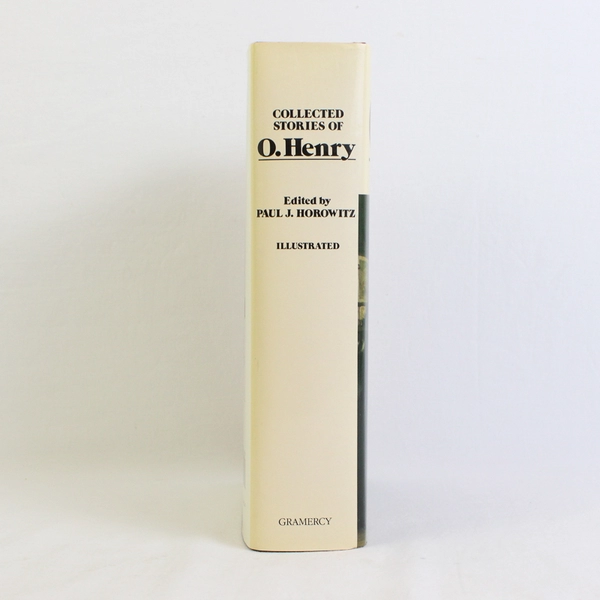 COLLECTED
STORIES OF
O. Henry
Edited by
PAUL J. HOROWITZ
ILLUSTRATED
GRAMERCY